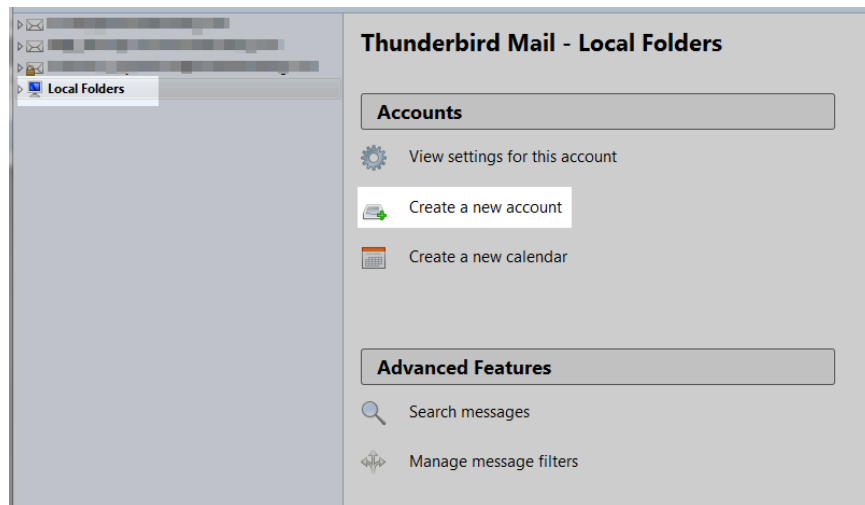 Local Folders
Thunderbird Mail - Local Folders
Accounts
View settings for this account
Create a new account
Create a new calendar
Advanced Features
Search messages
Manage message filters